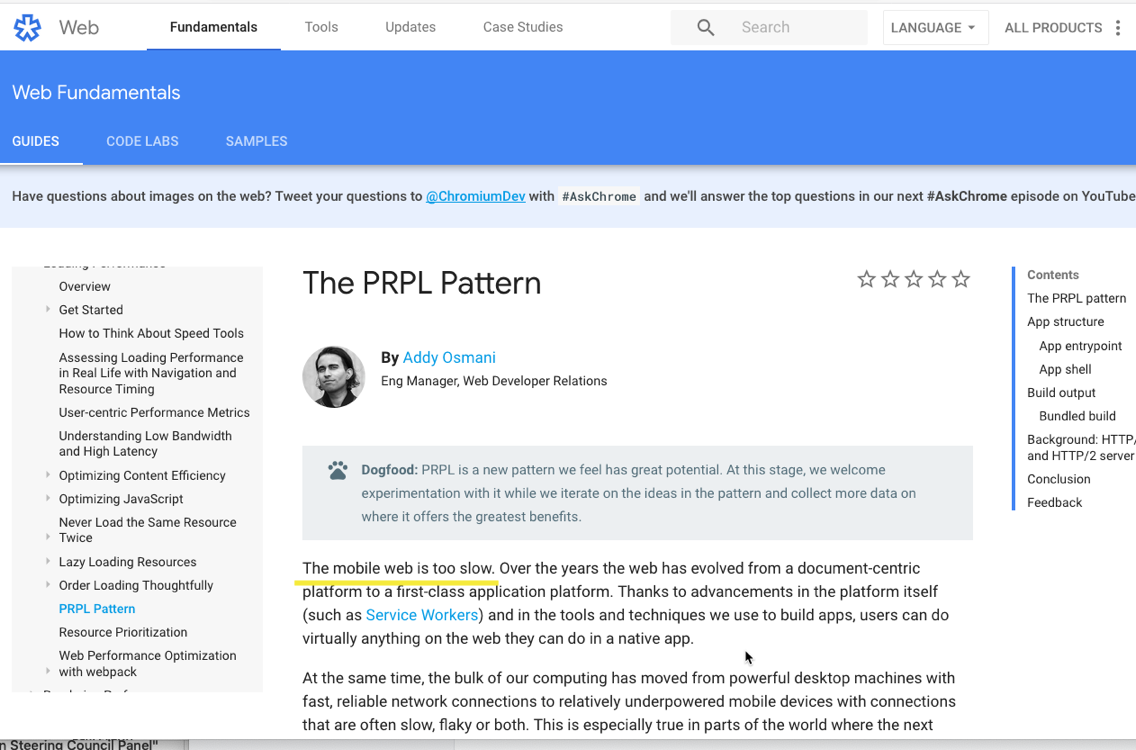 Web
Fundamentals
Tools
Updates
Case Studies
Search
LANGUAGE
ALL PRODUCTS
Web Fundamentals
GUIDES
CODE LABS
SAMPLES
Have questions about images on the web? Tweet your questions to @ChromiumDev with #AskChrome and we'll answer the top questions in our next #AskChrome episode on YouTube
Overview
Get Started
How to Think About Speed Tools
Assessing Loading Performance
in Real Life with Navigation and
Resource Timing
User-centric Performance Metrics
Understanding Low Bandwidth
and High Latency
Optimizing Content Efficiency
Optimizing JavaScript
Never Load the Same Resource
Twice
Lazy Loading Resources
Order Loading Thoughtfully
PRPL Pattern
Resource Prioritization
Web Performance Optimization
with webpack
The PRPL Pattern
By Addy Osmani
Eng Manager, Web Developer Relations
Dogfood: PRPL is a new pattern we feel has great potential. At this stage, we welcome
experimentation with it while we iterate on the ideas in the pattern and collect more data on
where it offers the greatest benefits.
The mobile web is too slow. Over the years the web has evolved from a document-centric
platform to a first-class application platform. Thanks to advancements in the platform itself
(such as Service Workers) and in the tools and techniques we use to build apps, users can do
virtually anything on the web they can do in a native app.
At the same time, the bulk of our computing has moved from powerful desktop machines with
fast, reliable network connections to relatively underpowered mobile devices with connections
that are often slow, flaky or both. This is especially true in parts of the world where the next
Contents
The PRPL pattern
App structure
App entrypoint
App shell
Build output
Bundled build
Background: HTTP/
and HTTP/2 server
Conclusion
Feedback
n Steering Council Panel"